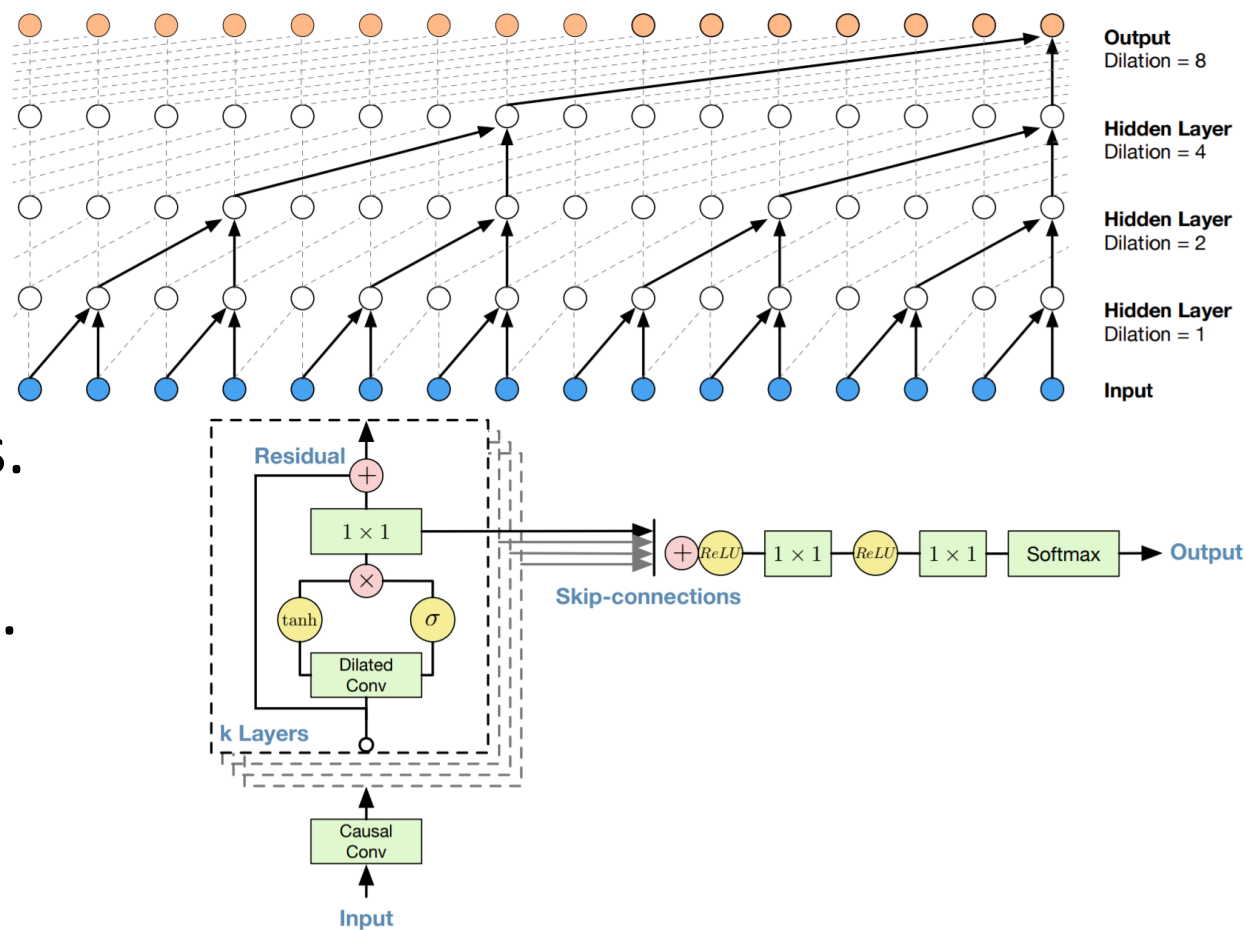 Output
Dilation = 8
Hidden Layer
Dilation = 4
Hidden Layer
Dilation = 2
Hidden Layer
Dilation = 1
Input
s.
.
Residual
+
1 × 1
×
tanh
σ
Dilated
Conv
k Layers
Causal
Conv
Input
Skip-connections
+
ReLU
1 × 1
ReLU
1 × 1
Softmax
Output